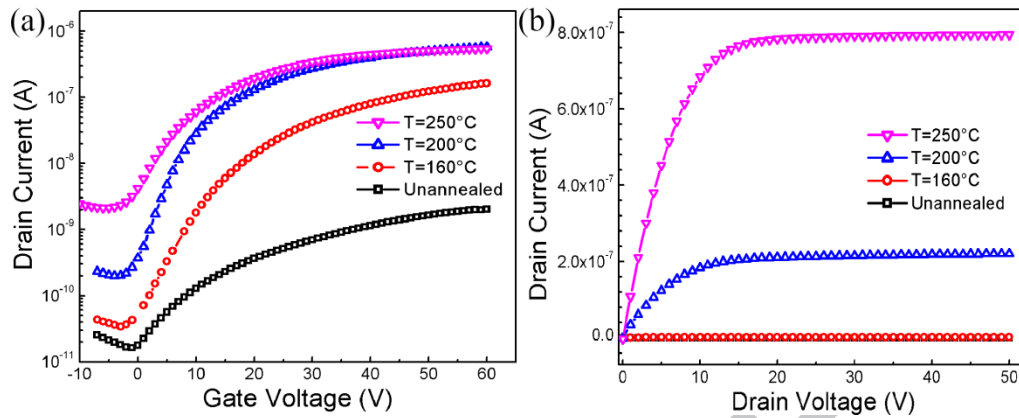 (a)
10⁻⁶
10⁻⁷
10⁻⁸
10⁻⁹
10⁻¹⁰
10⁻¹¹
Drain Current (A)
T=250°C
T=200°C
T=160°C
Unannealed
-10 0 10 20 30 40 50 60
Gate Voltage (V)
(b)
8.0x10⁻⁷
6.0x10⁻⁷
4.0x10⁻⁷
2.0x10⁻⁷
0.0
Drain Current (A)
T=250°C
T=200°C
T=160°C
Unannealed
0 10 20 30 40 50
Drain Voltage (V)